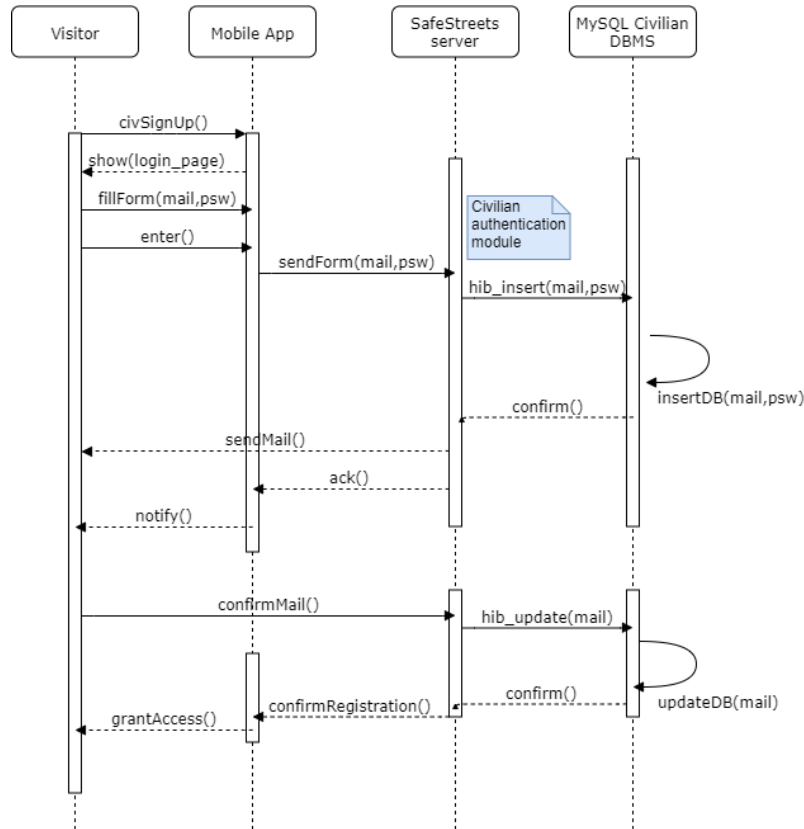 Visitor
Mobile App
SafeStreets
server
MySQL Civilian
DBMS
civSignUp()
show(login_page)
fillForm(mail,psw)
Civilian
authentication
module
enter()
sendForm(mail,psw)
hib_insert(mail,psw)
insertDB(mail,psw)
confirm()
sendMail()
ack()
notify()
confirmMail()
hib_update(mail)
confirm()
updateDB(mail)
confirmRegistration()
grantAccess()